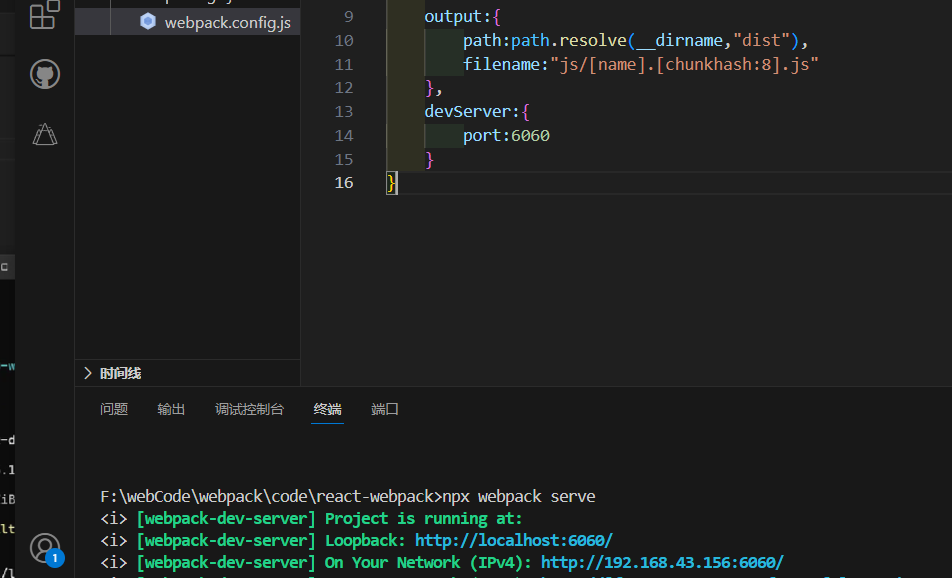 webpack.config.js
时间线
9 output:{
10 path:path.resolve(__dirname,"dist"),
11 filename:"js/[name].[chunkhash:8].js"
12 },
13 devServer:{
14 port:6060
15 }
16 }
问题 输出 调试控制台 终端 端口
F:\webCode\webpack\code\react-webpack>npx webpack serve
<i> [webpack-dev-server] Project is running at:
<i> [webpack-dev-server] Loopback: http://localhost:6060/
<i> [webpack-dev-server] On Your Network (IPv4): http://192.168.43.156:6060/
1